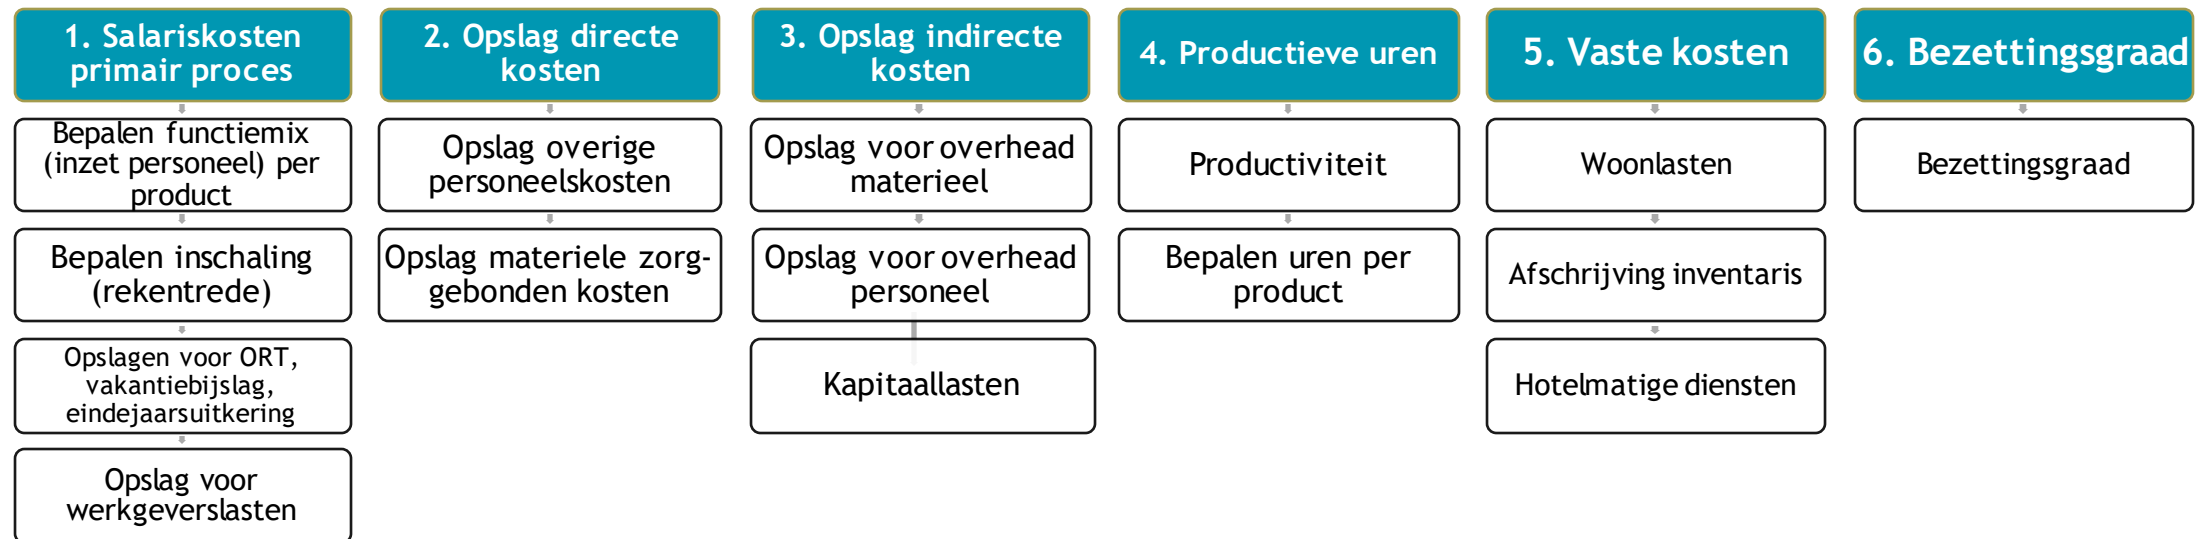 1. Salariskosten
primair proces
Bepalen functiemix
(inzet personeel) per
product
Bepalen inschaling
(rekentrede)
Opslagen voor ORT,
vakantiebijslag,
eindejaarsuitkering
Opslag voor
werkgeverslasten
2. Opslag directe
kosten
Opslag overige
personeelskosten
Opslag materiele zorg-
gebonden kosten
3. Opslag indirecte
kosten
Opslag voor overhead
materieel
Opslag voor overhead
personeel
Kapitaallasten
4. Productieve uren
Productiviteit
Bepalen uren per
product
5. Vaste kosten
Woonlasten
Afschrijving inventaris
Hotelmatige diensten
6. Bezettingsgraad
Bezettingsgraad